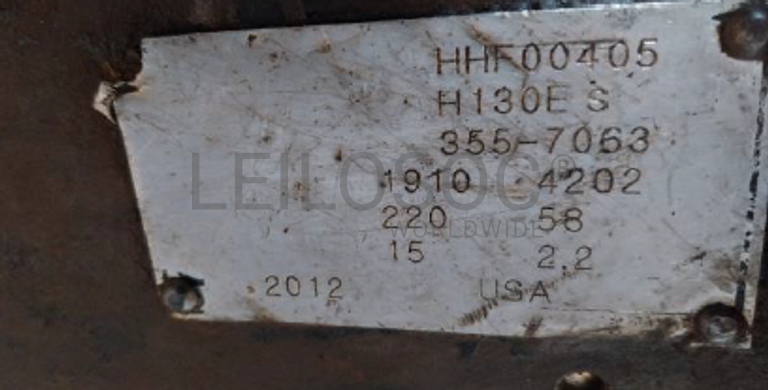 HHF00405
H130E S
355-7063
1910 4202
LEILOSOC®
220 58
WORLDWIDE
15 2.2
2012 USA